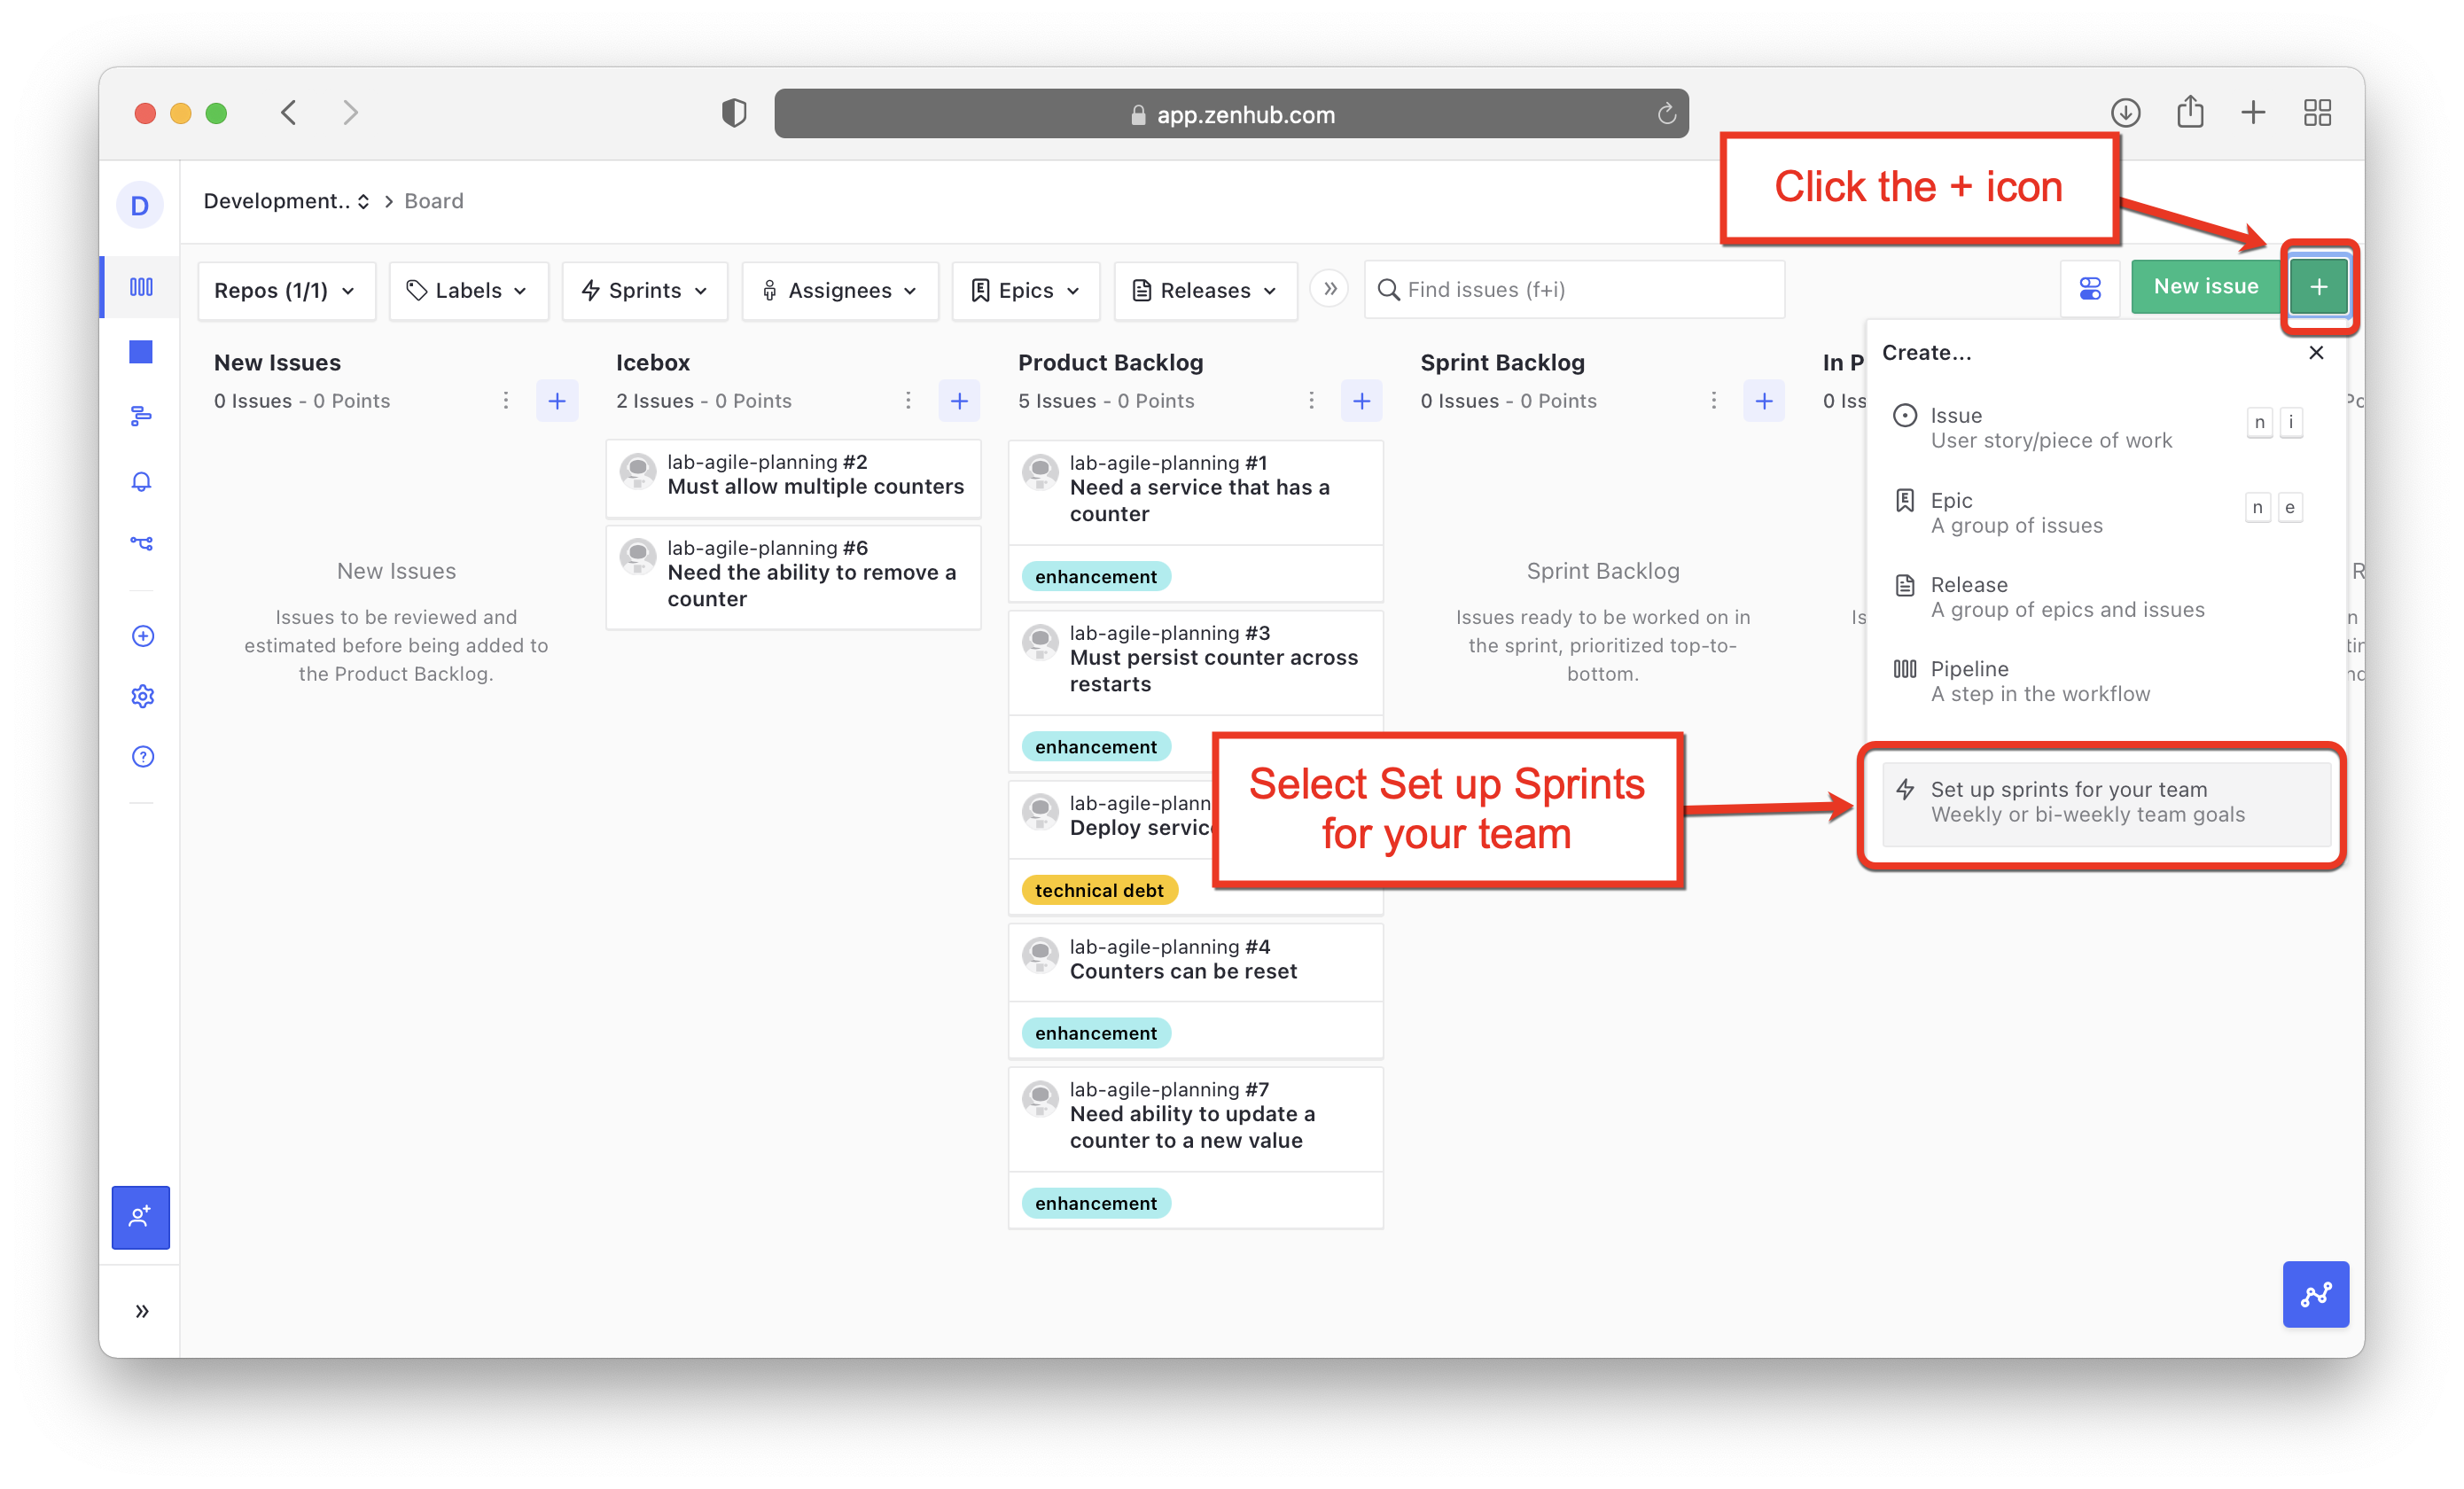 app.zenhub.com
Click the + icon
D
Development.. > Board
Repos (1/1)
Labels
Sprints
Assignees
Epics
Releases
Find issues (f+i)
New issue
+
New Issues
0 Issues - 0 Points
New Issues
Issues to be reviewed and
estimated before being added to
the Product Backlog.
Icebox
2 Issues - 0 Points
lab-agile-planning #2
Must allow multiple counters
lab-agile-planning #6
Need the ability to remove a
counter
Product Backlog
5 Issues - 0 Points
lab-agile-planning #1
Need a service that has a
counter
enhancement
lab-agile-planning #3
Must persist counter across
restarts
enhancement
lab-agile-plann
Deploy servic
technical debt
lab-agile-planning #4
Counters can be reset
enhancement
lab-agile-planning #7
Need ability to update a
counter to a new value
enhancement
Sprint Backlog
0 Issues - 0 Points
Sprint Backlog
Issues ready to be worked on in
the sprint, prioritized top-to-
bottom.
In P
0 Iss
Is
Create...
Issue
User story/piece of work
n i
Epic
A group of issues
n e
Release
A group of epics and issues
Pipeline
A step in the workflow
Set up sprints for your team
Weekly or bi-weekly team goals
Select Set up Sprints
for your team